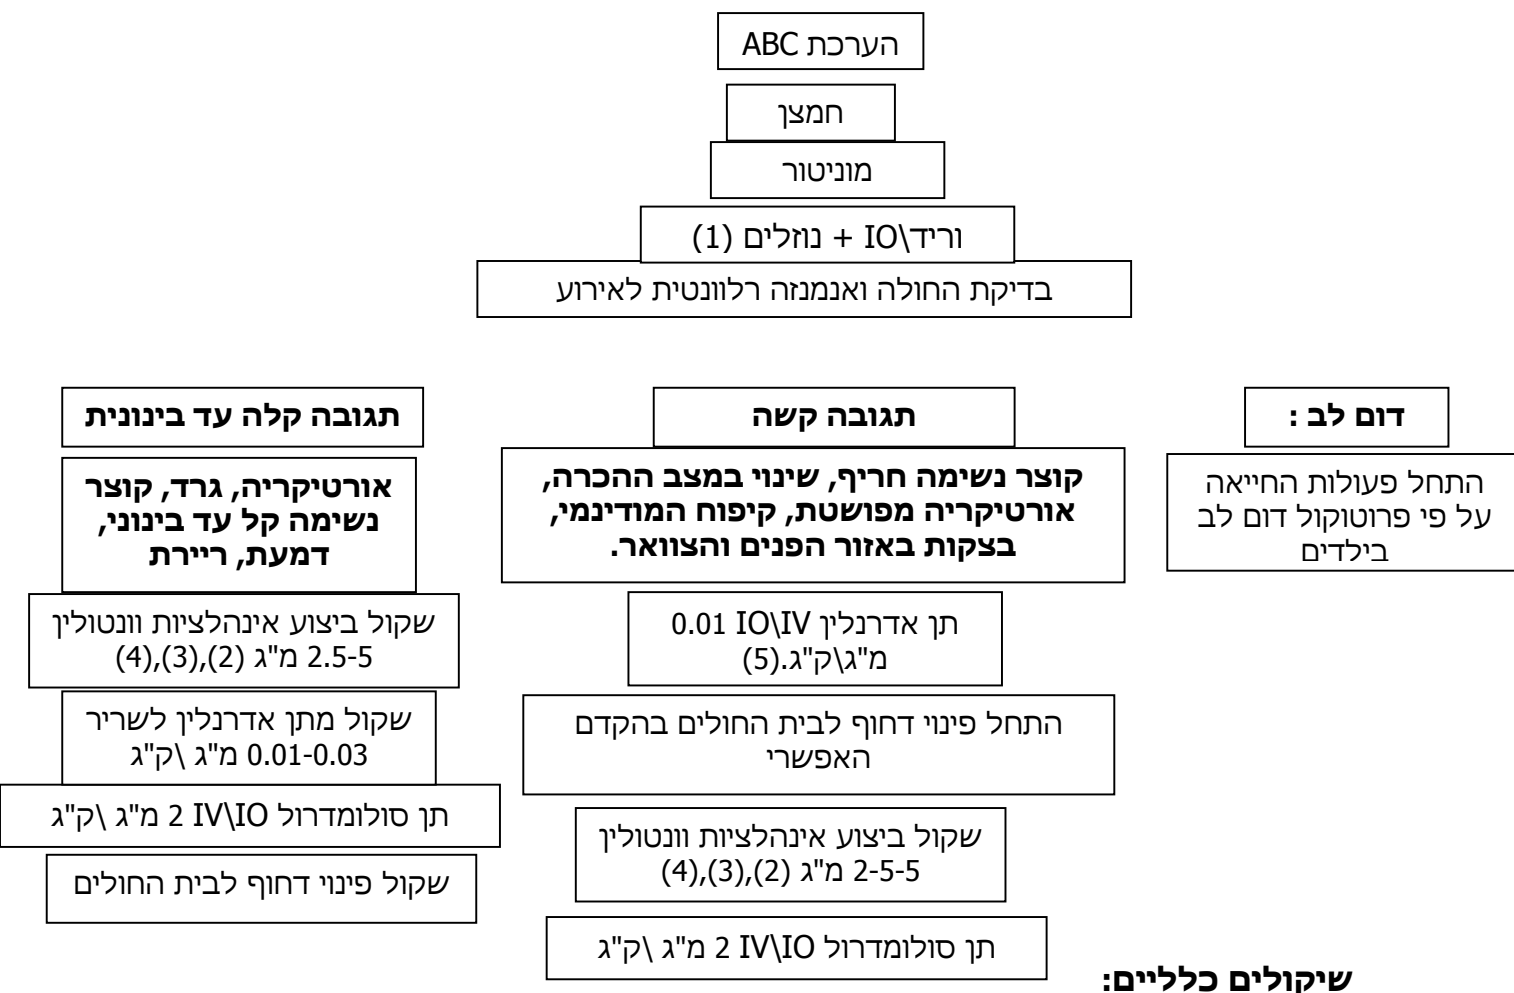 הערכת ABC
חמצן
מוניטור
וריד\IO + נוזלים (1)
בדיקת החולה ואנמנזה רלוונטית לאירוע
דום לב :
התחל פעולות החייאה
על פי פרוטוקול דום לב
בילדים
תגובה קשה
קוצר נשימה חריף, שינוי במצב ההכרה,
אורטיקריה מפושטת, קיפוח המודינמי,
בצקות באזור הפנים והצוואר.
תן אדרנלין IO\IV 0.01
מ"ג\ק"ג.(5)
התחל פינוי דחוף לבית החולים בהקדם
האפשרי
שקול ביצוע אינהלציות וונטולין
2-5-5 מ"ג (2),(3),(4)
תן סולומדרול IV\IO 2 מ"ג \ק"ג
תגובה קלה עד בינונית
אורטיקריה, גרד, קוצר
נשימה קל עד בינוני,
דמעת, ריירת
שקול ביצוע אינהלציות וונטולין
2.5-5 מ"ג (2),(3),(4)
שקול מתן אדרנלין לשריר
0.01-0.03 מ"ג \ק"ג
תן סולומדרול IV\IO 2 מ"ג \ק"ג
שקול פינוי דחוף לבית החולים
שיקולים כלליים: